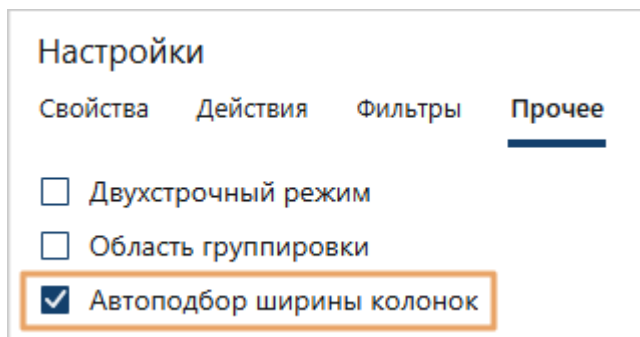 Настройки
Свойства Действия Фильтры Прочее
Двухстрочный режим
Область группировки
Автоподбор ширины колонок